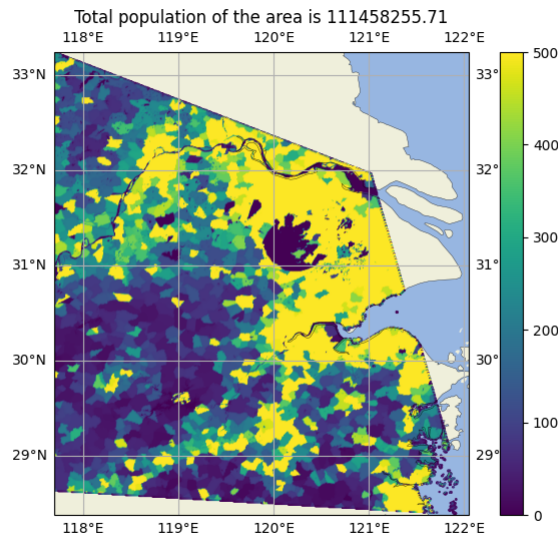 Total population of the area is 111458255.71
118°E 119°E 120°E 121°E 122°E
33°N 33°
32°N 32°
31°N 31°
30°N 30°
29°N 29°
118°E 119°E 120°E 121°E 122°E
500
400
300
200
100
0